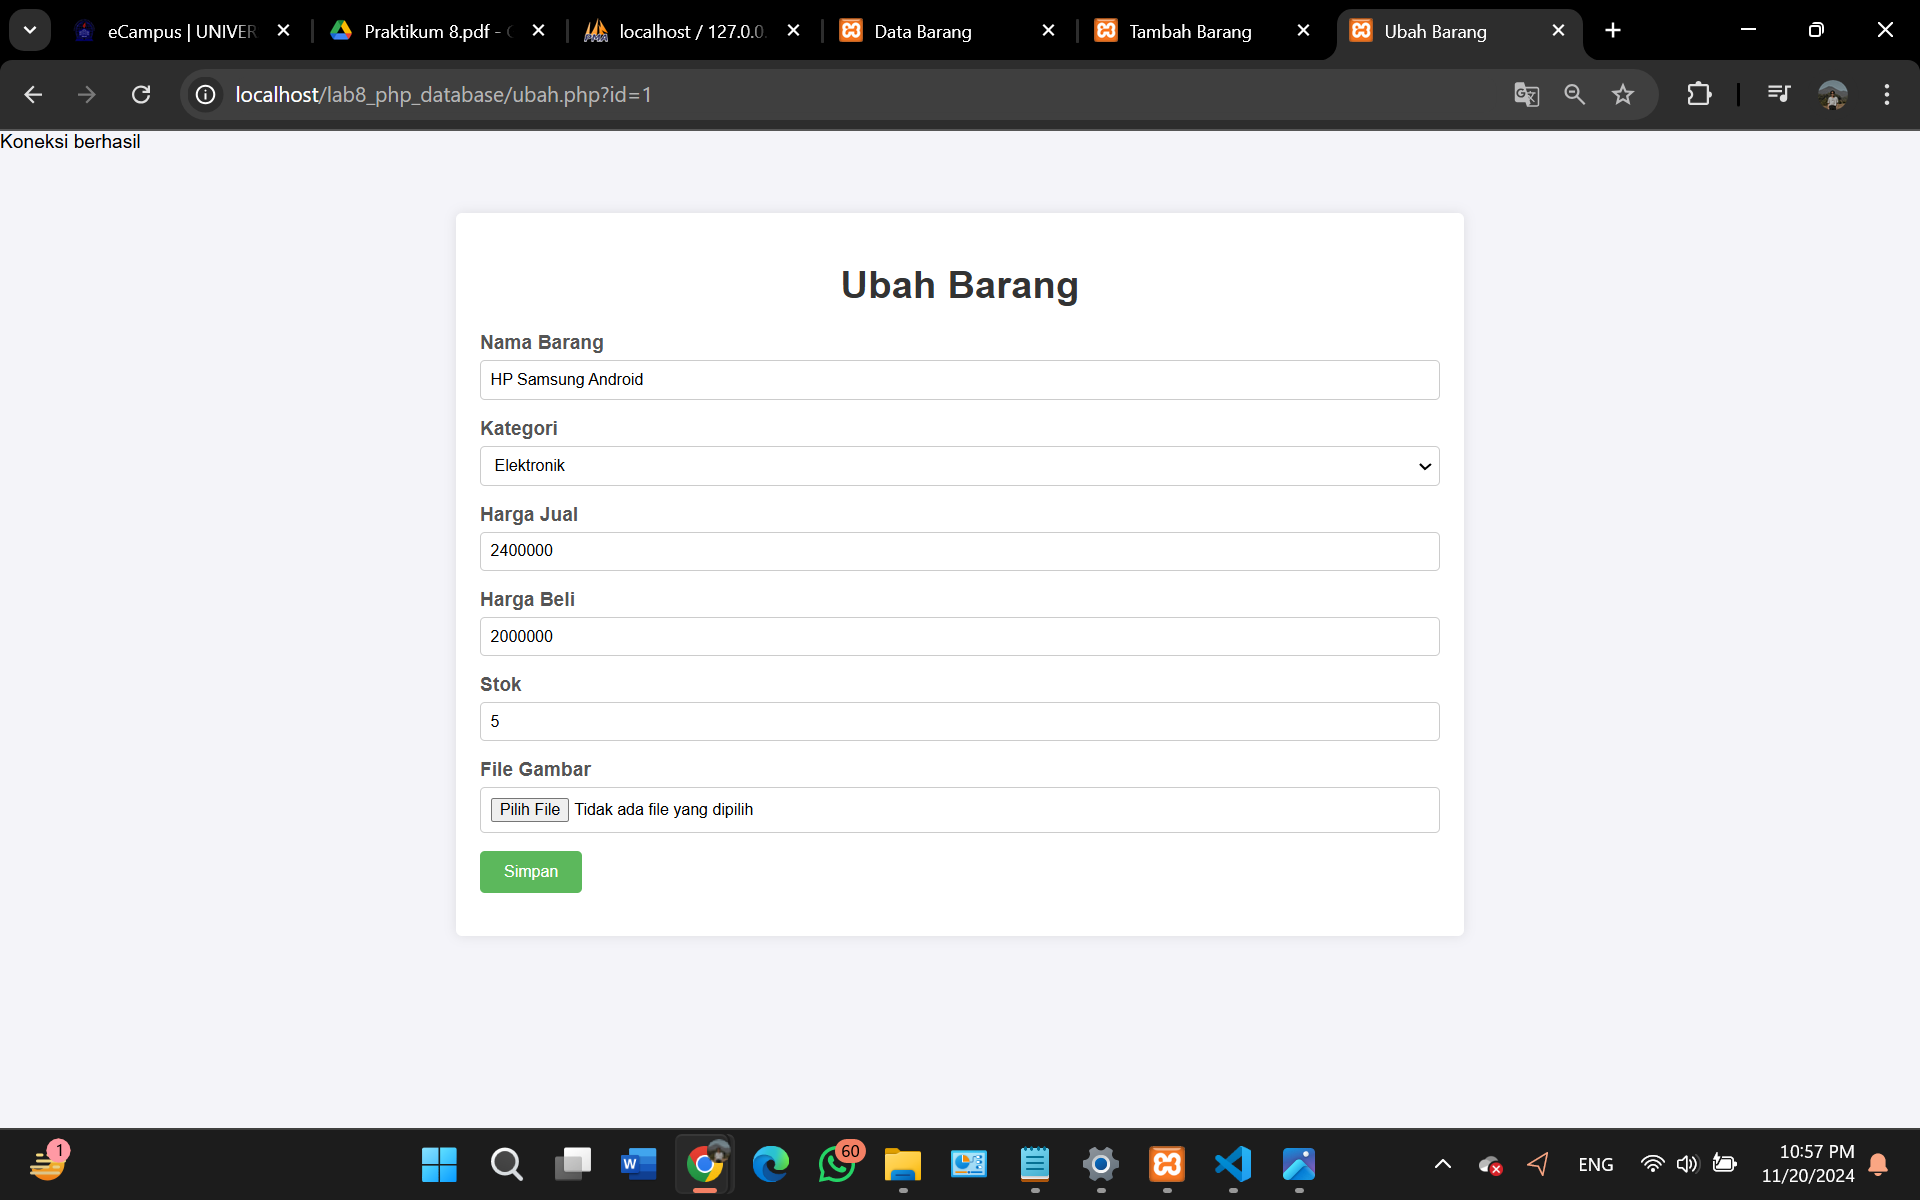 eCampus | UNIVER
Praktikum 8.pdf -
localhost / 127.0.0.
Data Barang
Tambah Barang
Ubah Barang
localhost/lab8_php_database/ubah.php?id=1
Koneksi berhasil
Ubah Barang
Nama Barang
HP Samsung Android
Kategori
Elektronik
Harga Jual
2400000
Harga Beli
2000000
Stok
5
File Gambar
Pilih File Tidak ada file yang dipilih
Simpan
1
60
ENG
10:57 PM
11/20/2024